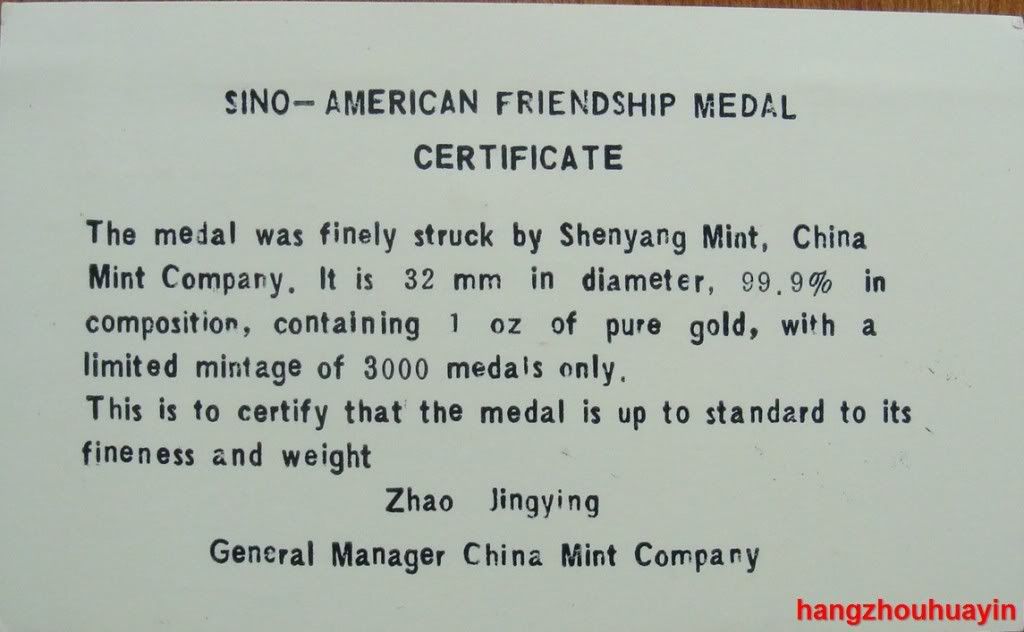 SINO- AMERICAN FRIENDSHIP MEDAL
CERTIFICATE
The medal was finely struck by Shenyang Mint, China
Mint Company. It is 32 mm in diameter, 99.9% in
composition, containing 1 oz of pure gold, with a
limited mintage of 3000 medals only.
This is to certify that the medal is up to standard to its
fineness and weight
Zhao Jingying
General Manager China Mint Company
hangzhouhuayin